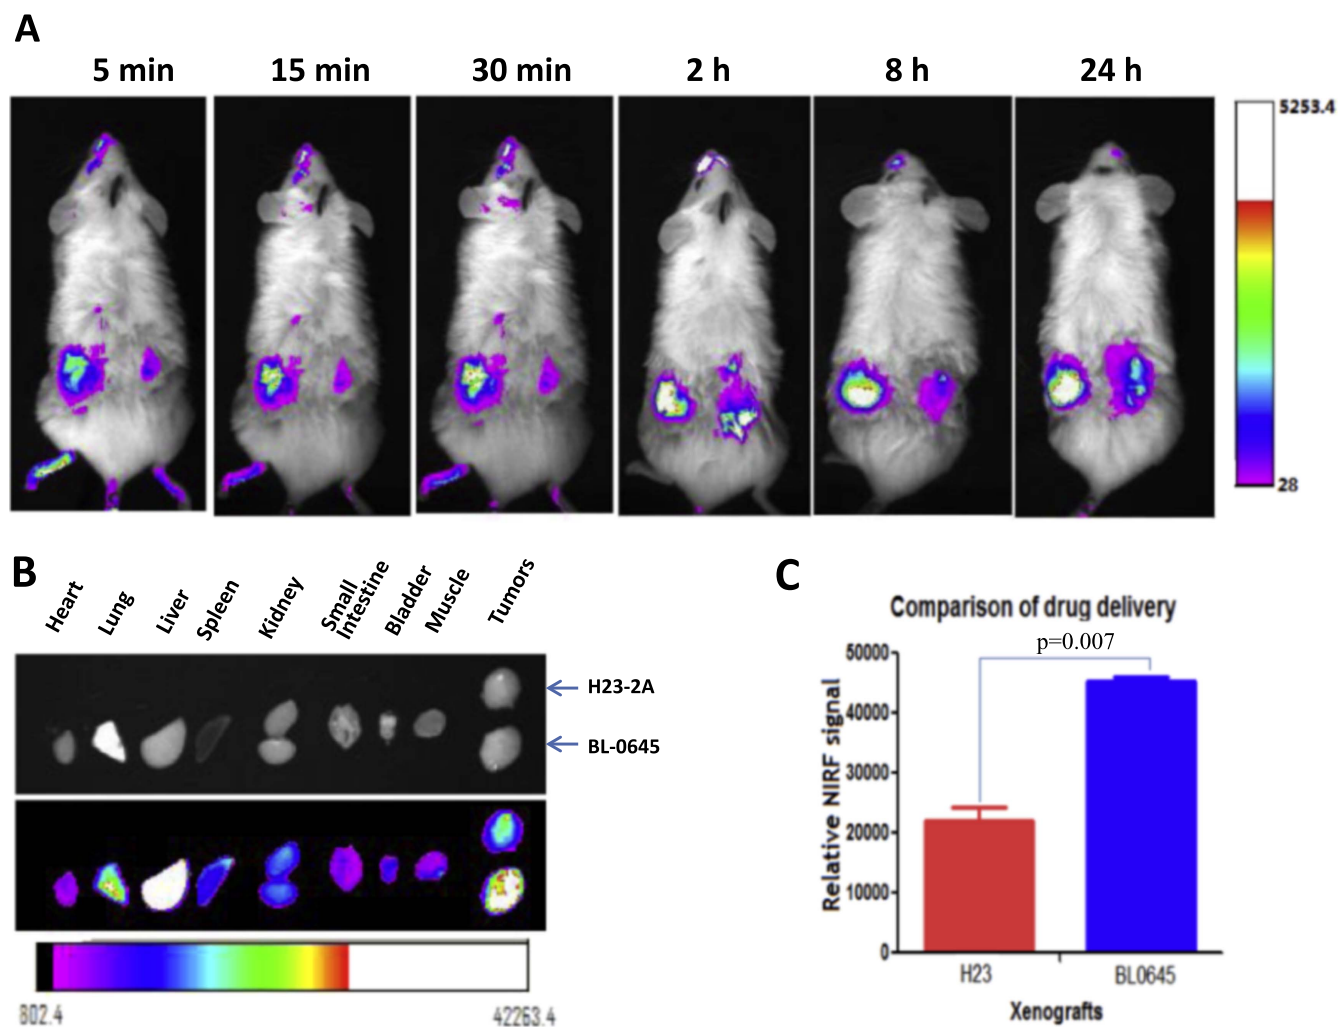 A
5 min 15 min 30 min 2 h 8 h 24 h
5253.4
28
B
Heart Lung Liver Spleen Kidney Small Intestine Bladder Muscle Tumors
H23-2A
BL-0645
802.4 42263.4
C
Comparison of drug delivery
p=0.007
Relative NIRF signal
50000
40000
30000
20000
10000
0
H23 BL0645
Xenografts